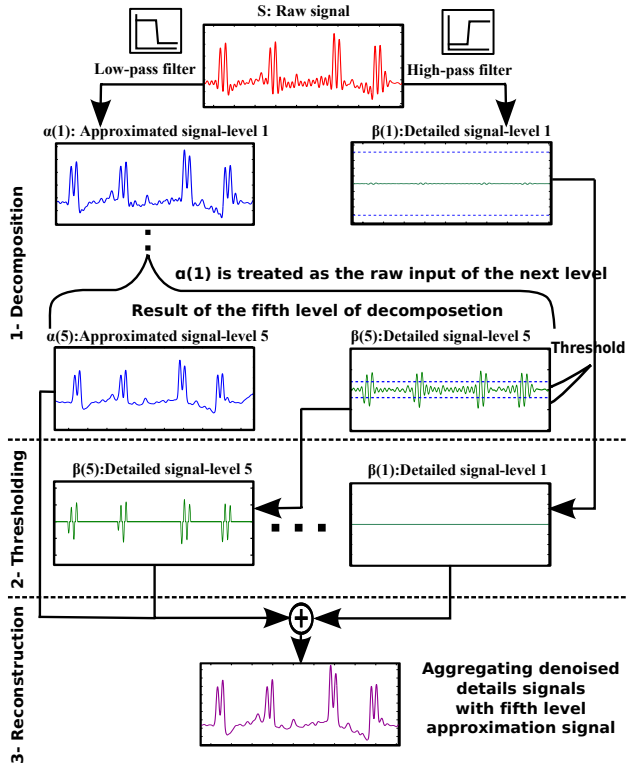 S: Raw signal
Low-pass filter
High-pass filter
α(1): Approximated signal-level 1
β(1):Detailed signal-level 1
1- Decomposition
α(1) is treated as the raw input of the next level
Result of the fifth level of decomposetion
α(5):Approximated signal-level 5
β(5):Detailed signal-level 5
Threshold
2- Thresholding
β(5):Detailed signal-level 5
β(1):Detailed signal-level 1
3- Reconstruction
+
Aggregating denoised
details signals
with fifth level
approximation signal